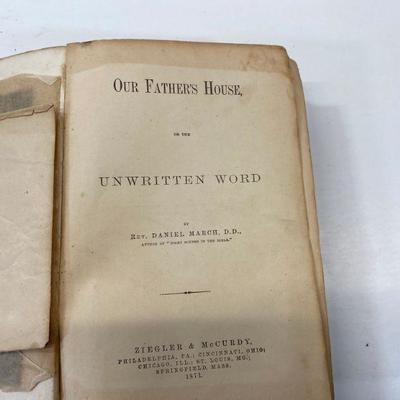 OUR FATHER'S HOUSE,
OR THE
UNWRITTEN WORD
BY
REV. DANIEL MARCH, D.D.,
AUTHOR OF "NIGHT SCENES IN THE BIBLE."
ZIEGLER & McCURDY,
PHILADELPHIA, PA.; CINCINNATI, OHIO;
CHICAGO, ILL.; ST. LOUIS, MO.;
SPRINGFIELD, MASS.
1871.